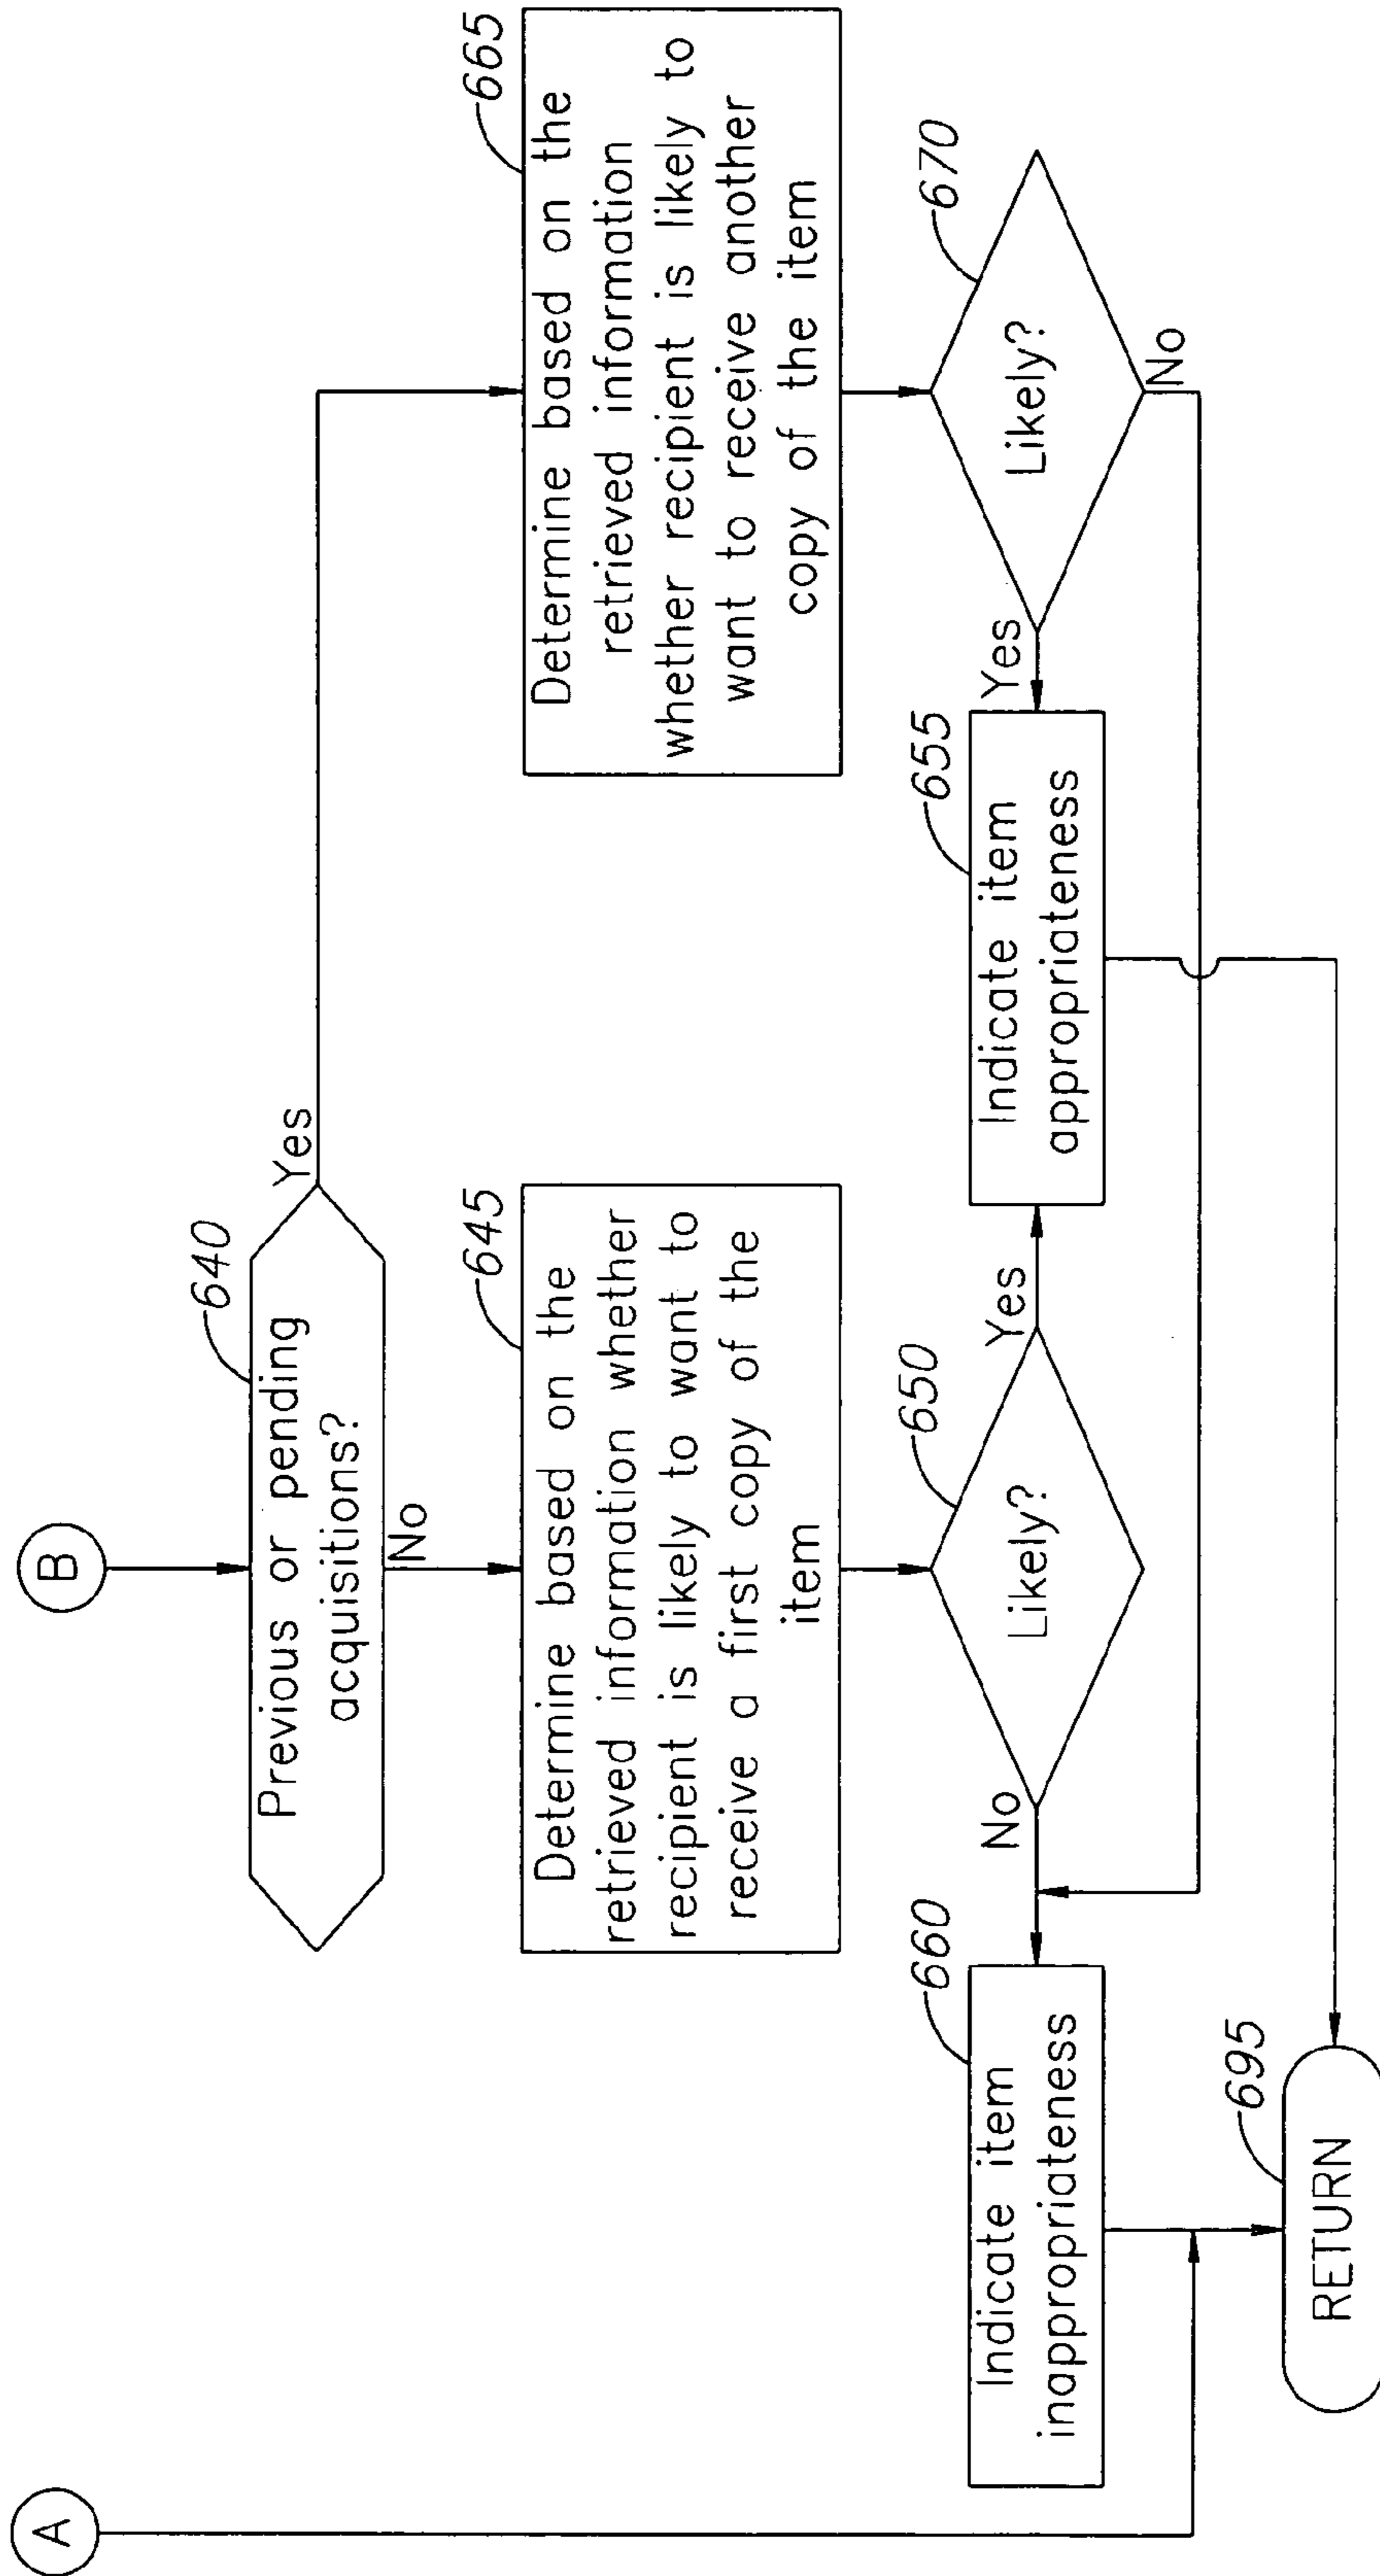 A
B
640
Previous or pending
acquisitions?
Yes
No
645
Determine based on the
retrieved information whether
recipient is likely to want to
receive a first copy of the
item
665
Determine based on the
retrieved information
whether recipient is likely to
want to receive another
copy of the item
650
Likely?
No
Yes
670
Likely?
Yes
No
660
Indicate item
inappropriateness
655
Indicate item
appropriateness
695
RETURN